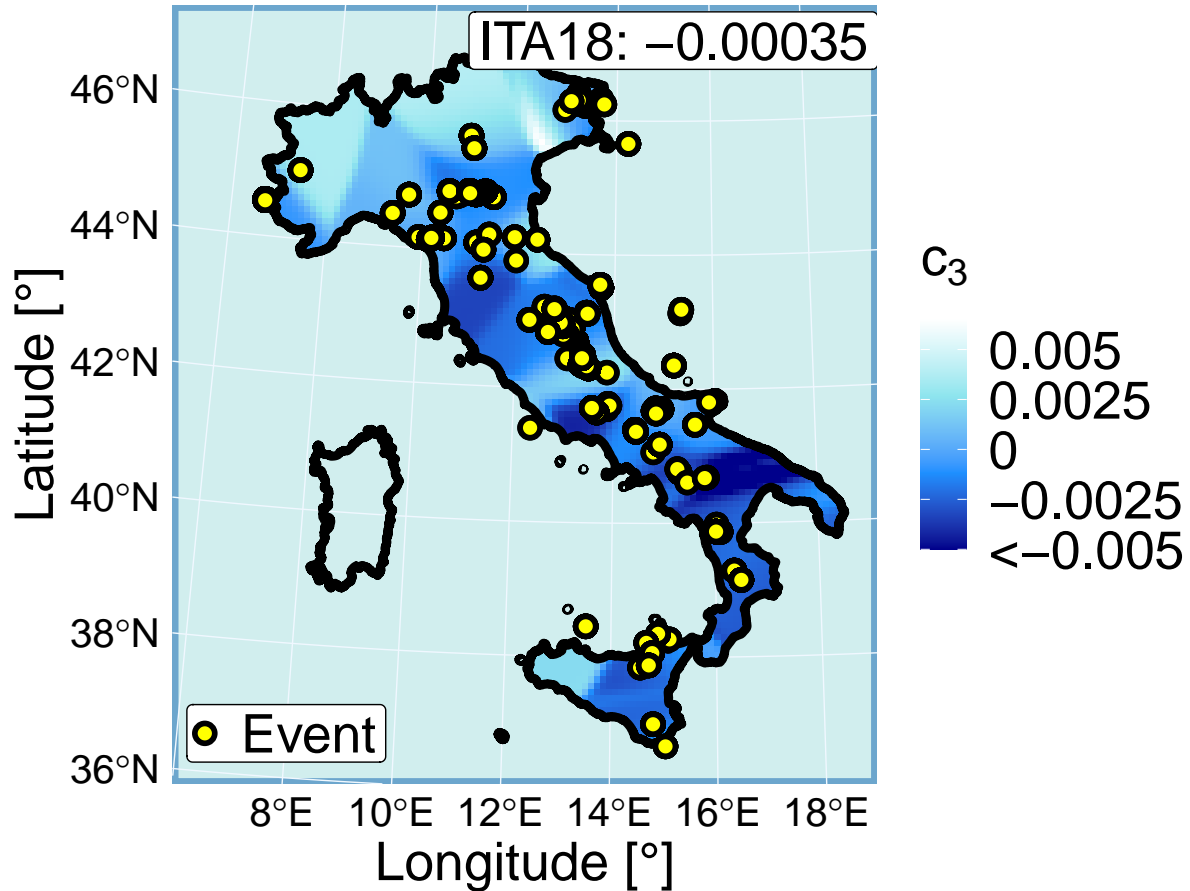 ITA18: −0.00035
46°N
44°N
42°N
40°N
38°N
36°N
Latitude [°]
Event
8°E 10°E 12°E 14°E 16°E 18°E
Longitude [°]
c₃
0.005
0.0025
0
−0.0025
<−0.005